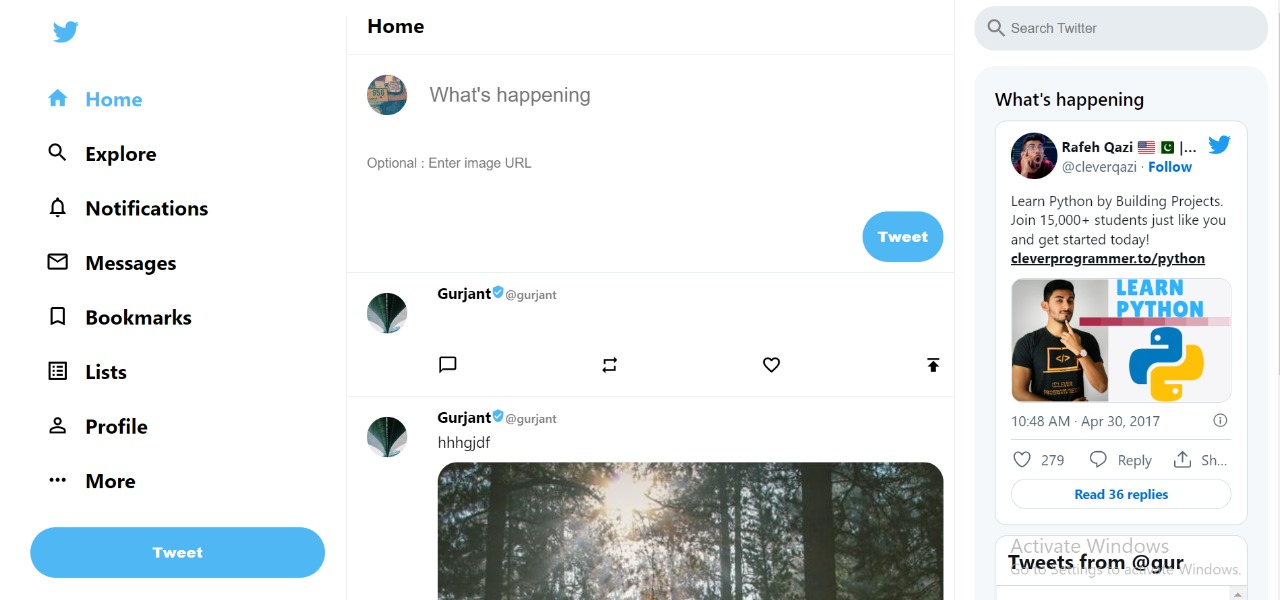 Home
Explore
Notifications
Messages
Bookmarks
Lists
Profile
More
Tweet
Home
What's happening
Optional : Enter image URL
Tweet
Gurjant @gurjant
Gurjant @gurjant
hhhgjdf
Search Twitter
What's happening
Rafeh Qazi 🇺🇸 🇵🇰 |...
@cleverqazi · Follow
Learn Python by Building Projects.
Join 15,000+ students just like you
and get started today!
cleverprogrammer.to/python
LEARN
PYTHON
</>
CLEVER
10:48 AM · Apr 30, 2017
279 Reply Sh...
Read 36 replies
Activate Windows
Tweets from @gur
Go to Settings to activate Windows.